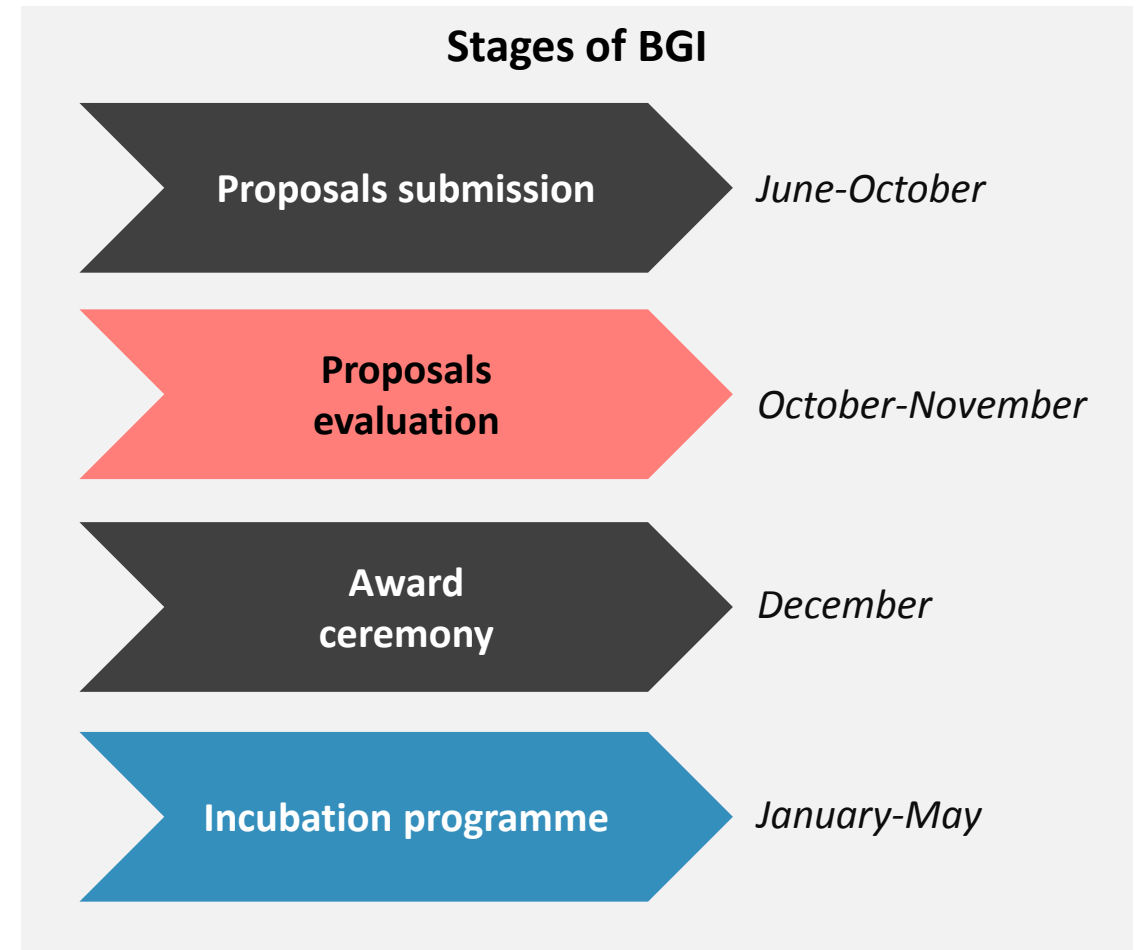 Stages of BGI
Proposals submission
June-October
Proposals
evaluation
October-November
Award
ceremony
December
Incubation programme
January-May